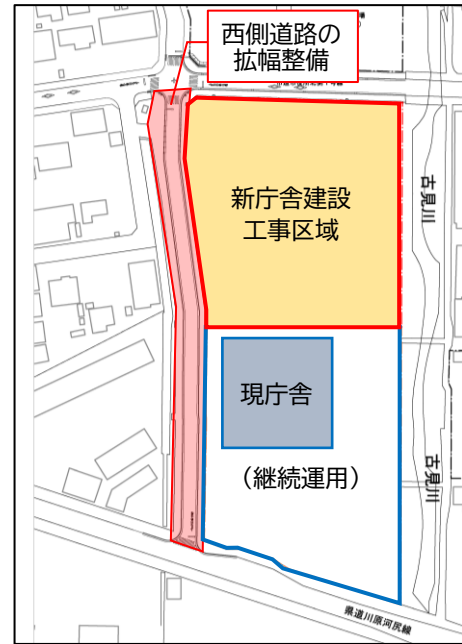 西側道路の
拡幅整備
新庁舎建設
工事区域
古見川
現庁舎
（継続運用）
古見川
県道川原河尻線